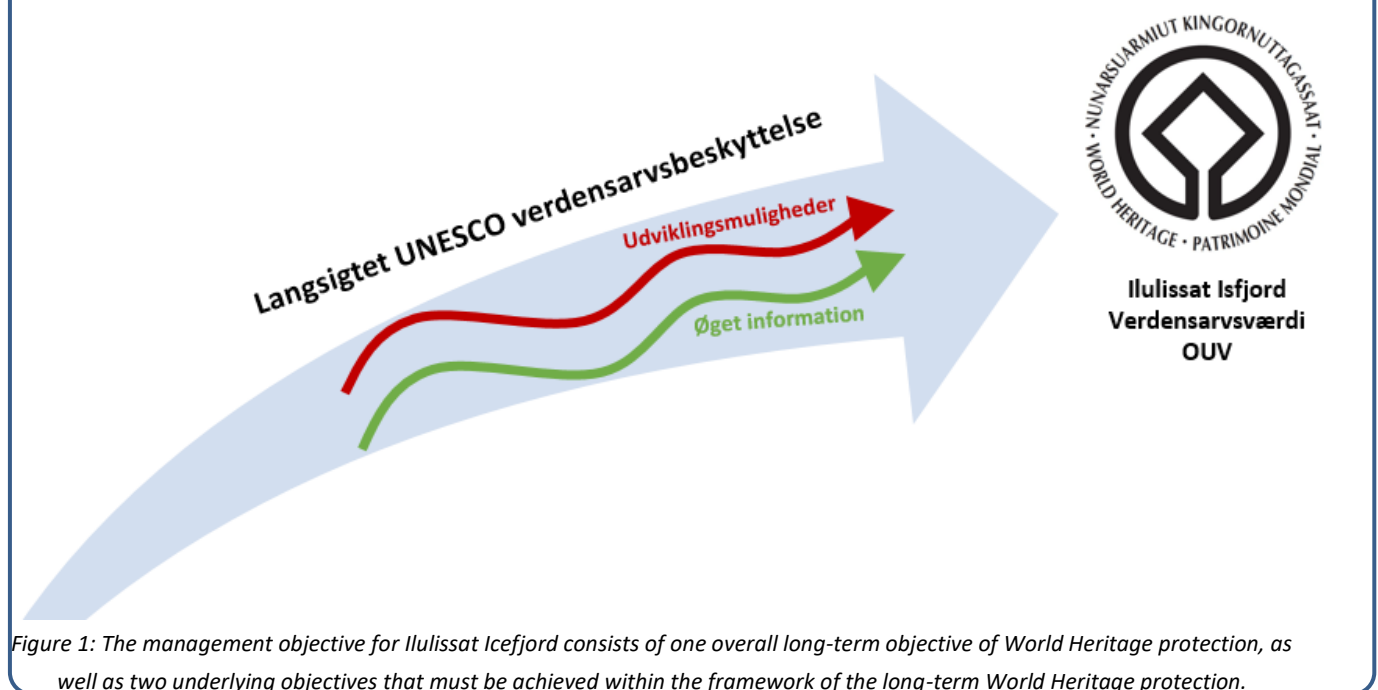 Langsigtet UNESCO verdensarvsbeskyttelse
Udviklingsmuligheder
Øget information
NUNARSUARMIUT KINGORNUTTAGASSAAT · WORLD HERITAGE · PATRIMOINE MONDIAL ·
Ilulissat Isfjord
Verdensarvsværdi
OUV
Figure 1: The management objective for Ilulissat Icefjord consists of one overall long-term objective of World Heritage protection, as
well as two underlying objectives that must be achieved within the framework of the long-term World Heritage protection.